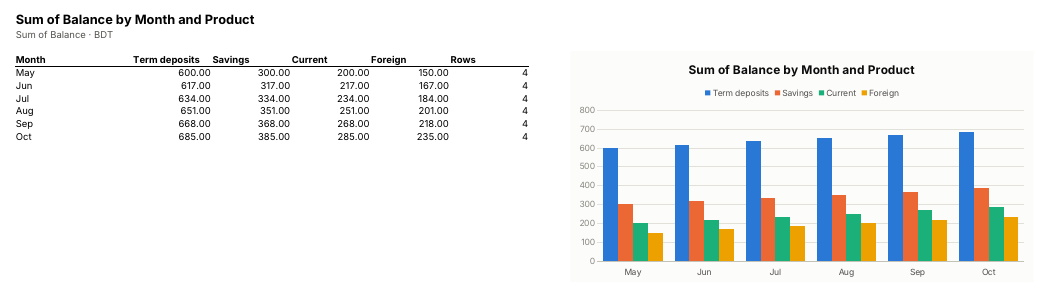 Sum of Balance by Month and Product
Sum of Balance · BDT
Month Term deposits Savings Current Foreign Rows
May 600.00 300.00 200.00 150.00 4
Jun 617.00 317.00 217.00 167.00 4
Jul 634.00 334.00 234.00 184.00 4
Aug 651.00 351.00 251.00 201.00 4
Sep 668.00 368.00 268.00 218.00 4
Oct 685.00 385.00 285.00 235.00 4
Sum of Balance by Month and Product
Term deposits Savings Current Foreign
800
700
600
500
400
300
200
100
0
May Jun Jul Aug Sep Oct